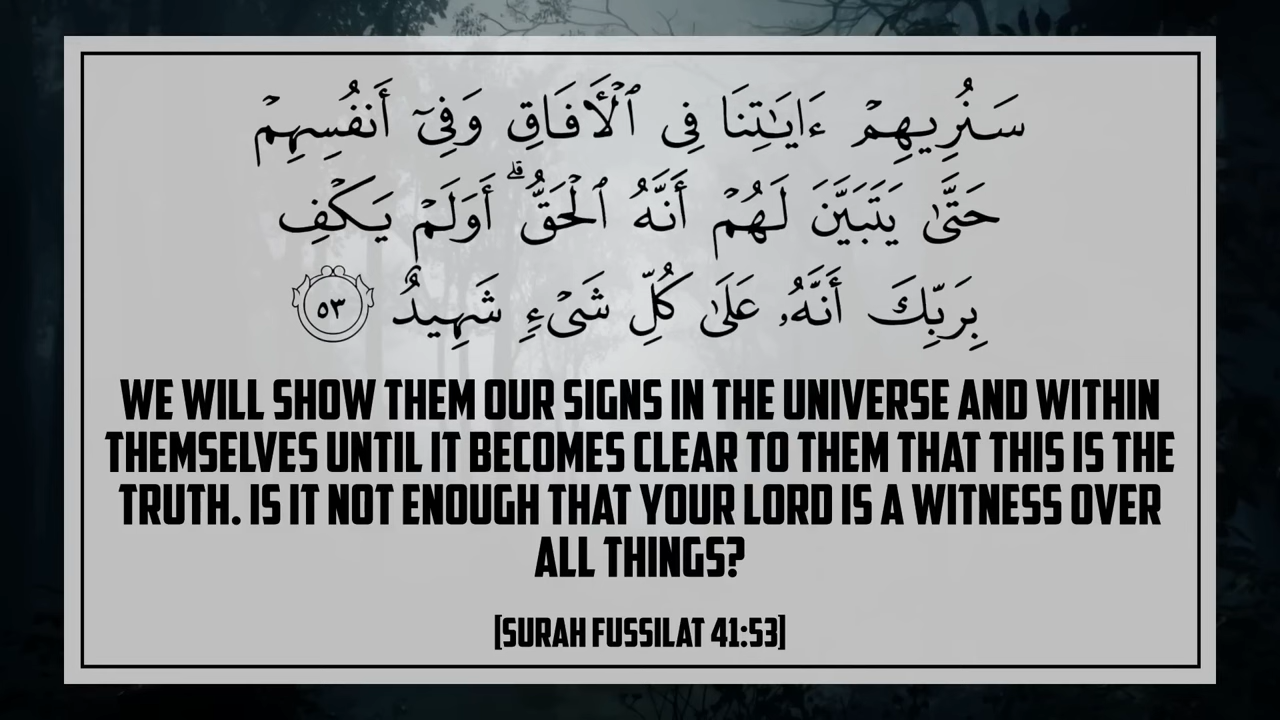 سَنُرِيهِمْ ءَايَٰتِنَا فِى ٱلْأَفَاقِ وَفِىٓ أَنفُسِهِمْ
حَتَّىٰ يَتَبَيَّنَ لَهُمْ أَنَّهُ ٱلْحَقُّ ۗ أَوَلَمْ يَكْفِ
بِرَبِّكَ أَنَّهُۥ عَلَىٰ كُلِّ شَىْءٍ شَهِيدٌ ٥٣
WE WILL SHOW THEM OUR SIGNS IN THE UNIVERSE AND WITHIN
THEMSELVES UNTIL IT BECOMES CLEAR TO THEM THAT THIS IS THE
TRUTH. IS IT NOT ENOUGH THAT YOUR LORD IS A WITNESS OVER
ALL THINGS?
[SURAH FUSSILAT 41:53]